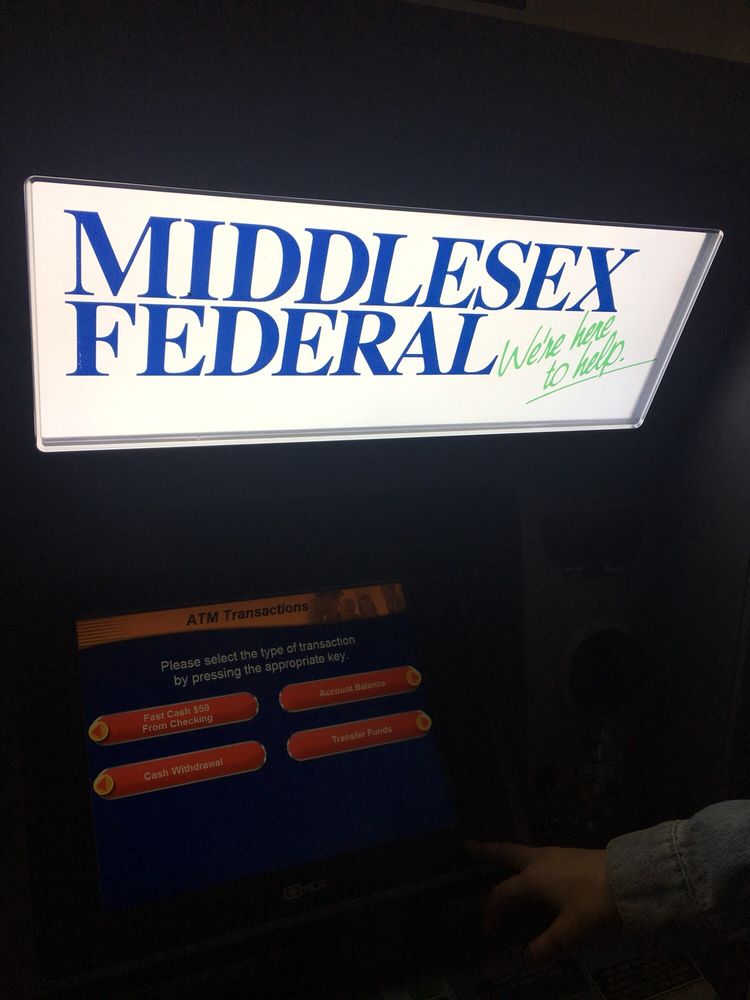 MIDDLESEX
FEDERAL
We're here
to help.
ATM Transactions
Please select the type of transaction
by pressing the appropriate key.
Fast Cash $50
From Checking
Account Balance
Cash Withdrawal
Transfer Funds
NCR